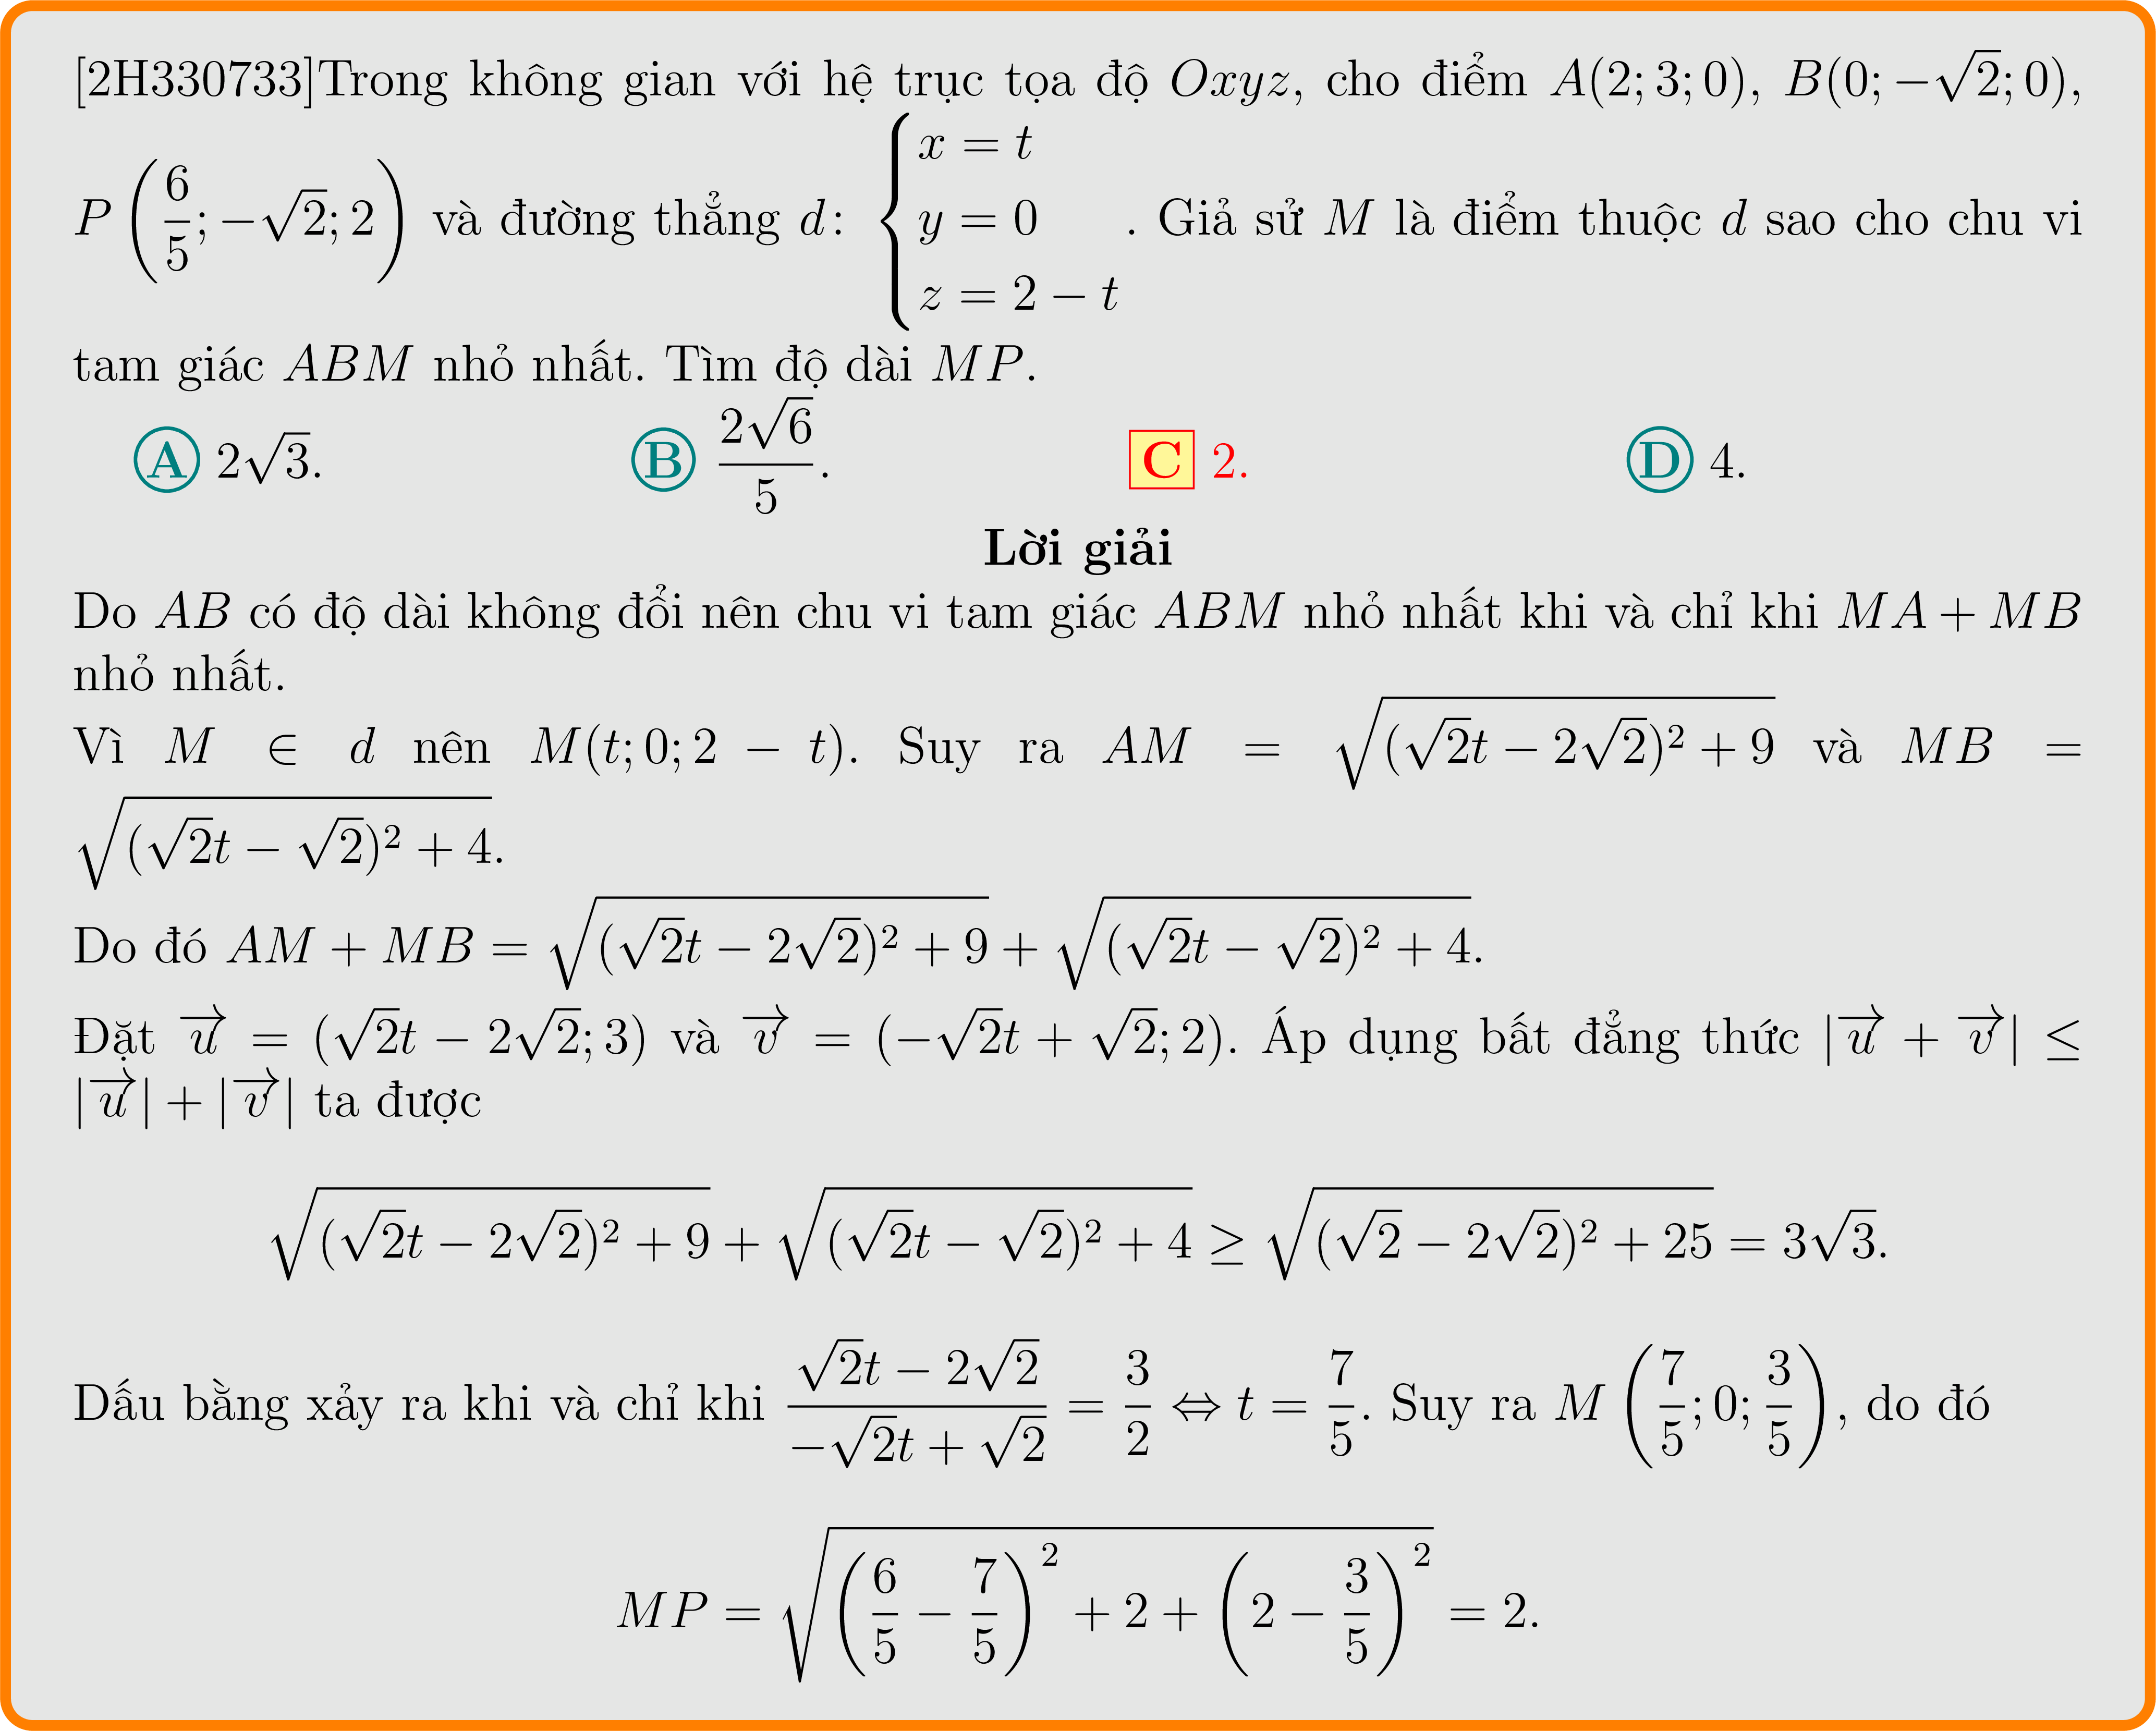 [2H330733]Trong không gian với hệ trục tọa độ $Oxyz$, cho điểm $A(2;3;0)$, $B(0;-\sqrt{2};0)$,
$P\left(\dfrac{6}{5};-\sqrt{2};2\right)$ và đường thẳng $d\colon \begin{cases} x=t \\ y=0 \\ z=2-t \end{cases}$. Giả sử $M$ là điểm thuộc $d$ sao cho chu vi
tam giác $ABM$ nhỏ nhất. Tìm độ dài $MP$.
A $2\sqrt{3}$. B $\dfrac{2\sqrt{6}}{5}$. C $2$. D $4$.
Lời giải
Do $AB$ có độ dài không đổi nên chu vi tam giác $ABM$ nhỏ nhất khi và chỉ khi $MA+MB$
nhỏ nhất.
Vì $M \in d$ nên $M(t;0;2-t)$. Suy ra $AM = \sqrt{(\sqrt{2}t-2\sqrt{2})^2+9}$ và $MB =$
$\sqrt{(\sqrt{2}t-\sqrt{2})^2+4}$.
Do đó $AM+MB = \sqrt{(\sqrt{2}t-2\sqrt{2})^2+9}+\sqrt{(\sqrt{2}t-\sqrt{2})^2+4}$.
Đặt $\overrightarrow{u} = (\sqrt{2}t-2\sqrt{2};3)$ và $\overrightarrow{v} = (-\sqrt{2}t+\sqrt{2};2)$. Áp dụng bất đẳng thức $|\overrightarrow{u}+\overrightarrow{v}| \leq$
$|\overrightarrow{u}|+|\overrightarrow{v}|$ ta được
$\sqrt{(\sqrt{2}t-2\sqrt{2})^2+9}+\sqrt{(\sqrt{2}t-\sqrt{2})^2+4} \geq \sqrt{(\sqrt{2}-2\sqrt{2})^2+25} = 3\sqrt{3}.$
Dấu bằng xảy ra khi và chỉ khi $\dfrac{\sqrt{2}t-2\sqrt{2}}{-\sqrt{2}t+\sqrt{2}} = \dfrac{3}{2} \Leftrightarrow t = \dfrac{7}{5}$. Suy ra $M\left(\dfrac{7}{5};0;\dfrac{3}{5}\right)$, do đó
$MP = \sqrt{\left(\dfrac{6}{5}-\dfrac{7}{5}\right)^2+2+\left(2-\dfrac{3}{5}\right)^2} = 2.$